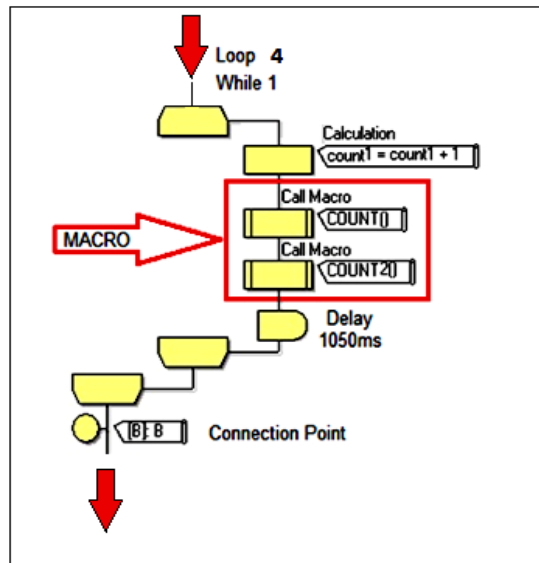 Loop 4
While 1
Calculation
count1 = count1 + 1
Call Macro
COUNT()
MACRO
Call Macro
COUNT2()
Delay
1050ms
[B]: B
Connection Point